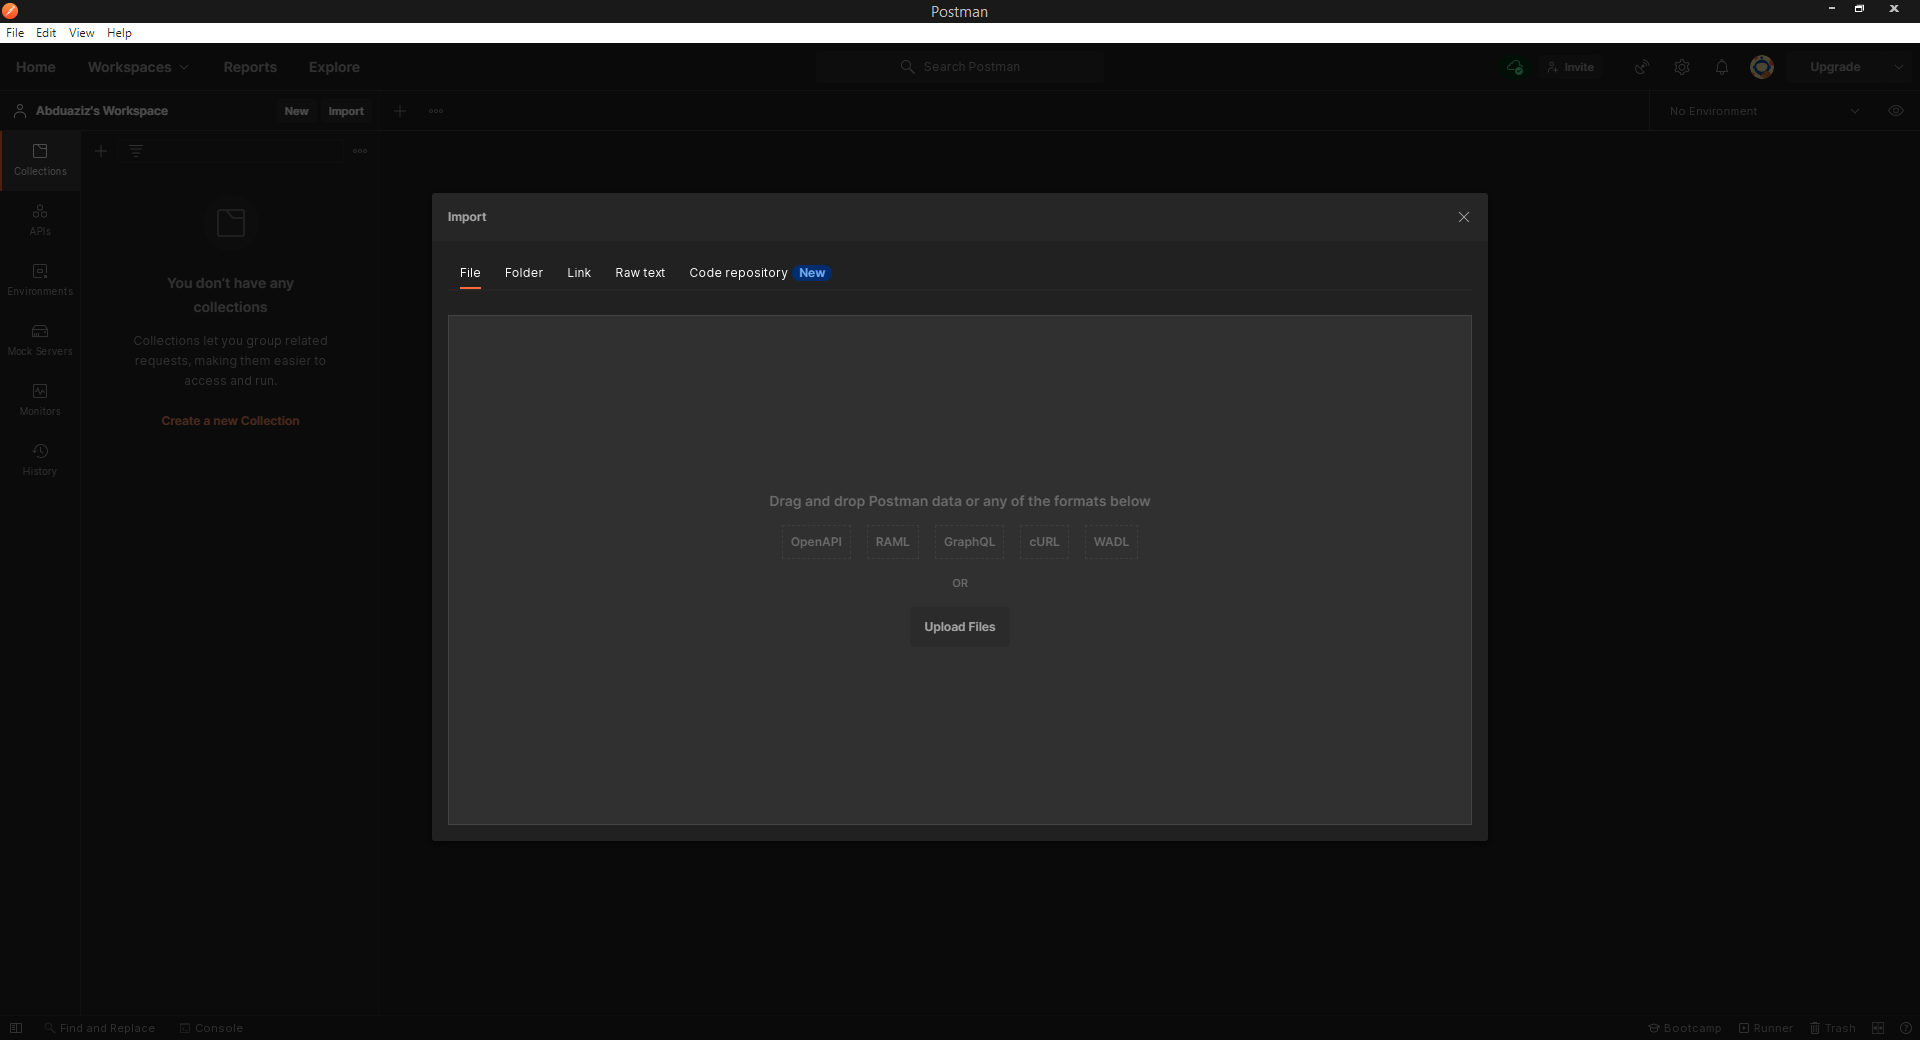 Postman
File Edit View Help
Home Workspaces Reports Explore Search Postman Invite Upgrade
Abduaziz's Workspace New Import No Environment
Collections
APIs
Environments
Mock Servers
Monitors
History
You don't have any
collections
Collections let you group related
requests, making them easier to
access and run.
Create a new Collection
Import
File Folder Link Raw text Code repository New
Drag and drop Postman data or any of the formats below
OpenAPI RAML GraphQL cURL WADL
OR
Upload Files
Find and Replace Console Bootcamp Runner Trash